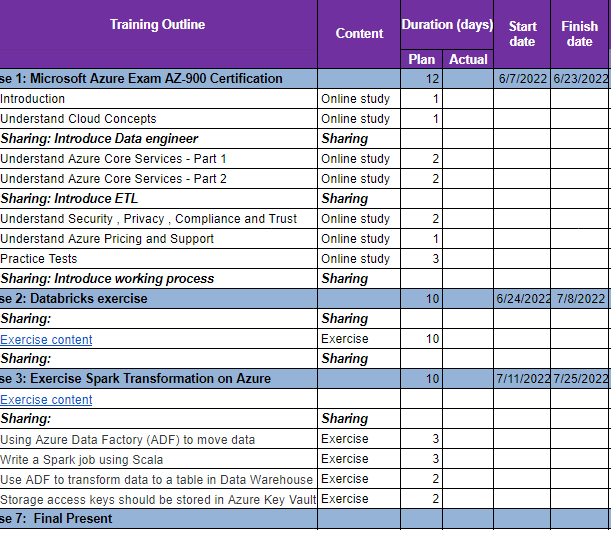 Training Outline Content Duration (days) Start date Finish date
Plan Actual
se 1: Microsoft Azure Exam AZ-900 Certification 12 6/7/2022 6/23/2022
Introduction Online study 1
Understand Cloud Concepts Online study 1
Sharing: Introduce Data engineer Sharing
Understand Azure Core Services - Part 1 Online study 2
Understand Azure Core Services - Part 2 Online study 2
Sharing: Introduce ETL Sharing
Understand Security , Privacy , Compliance and Trust Online study 2
Understand Azure Pricing and Support Online study 1
Practice Tests Online study 3
Sharing: Introduce working process Sharing
se 2: Databricks exercise 10 6/24/2022 7/8/2022
Sharing: Sharing
Exercise content Exercise 10
Sharing: Sharing
se 3: Exercise Spark Transformation on Azure 10 7/11/2022 7/25/2022
Exercise content
Sharing: Sharing
Using Azure Data Factory (ADF) to move data Exercise 3
Write a Spark job using Scala Exercise 3
Use ADF to transform data to a table in Data Warehouse Exercise 2
Storage access keys should be stored in Azure Key Vault Exercise 2
se 7: Final Present